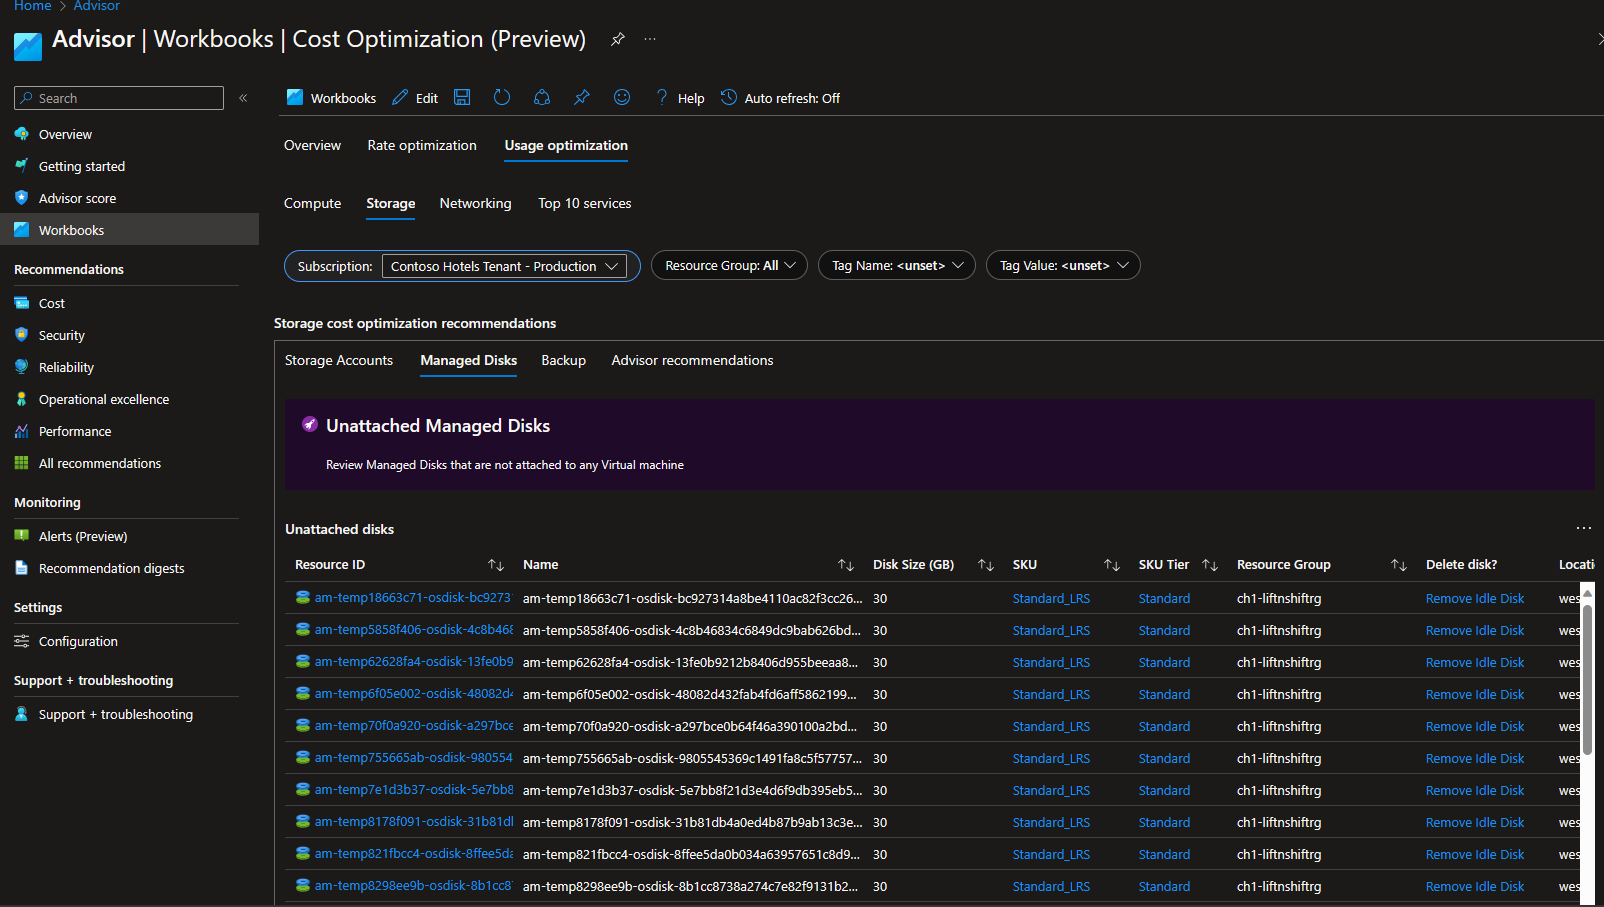 Home > Advisor
Advisor | Workbooks | Cost Optimization (Preview) ...
Search
«
Overview
Getting started
Advisor score
Workbooks
Recommendations
Cost
Security
Reliability
Operational excellence
Performance
All recommendations
Monitoring
Alerts (Preview)
Recommendation digests
Settings
Configuration
Support + troubleshooting
Support + troubleshooting
Workbooks Edit ? Help Auto refresh: Off
Overview Rate optimization Usage optimization
Compute Storage Networking Top 10 services
Subscription: Contoso Hotels Tenant - Production Resource Group: All Tag Name: <unset> Tag Value: <unset>
Storage cost optimization recommendations
Storage Accounts Managed Disks Backup Advisor recommendations
Unattached Managed Disks
Review Managed Disks that are not attached to any Virtual machine
Unattached disks ...
Resource ID Name Disk Size (GB) SKU SKU Tier Resource Group Delete disk? Locati
am-temp18663c71-osdisk-bc9273 am-temp18663c71-osdisk-bc927314a8be4110ac82f3cc26... 30 Standard_LRS Standard ch1-liftnshiftrg Remove Idle Disk wes
am-temp5858f406-osdisk-4c8b468 am-temp5858f406-osdisk-4c8b46834c6849dc9bab626bd... 30 Standard_LRS Standard ch1-liftnshiftrg Remove Idle Disk wes
am-temp62628fa4-osdisk-13fe0b9 am-temp62628fa4-osdisk-13fe0b9212b8406d955beeaa8... 30 Standard_LRS Standard ch1-liftnshiftrg Remove Idle Disk wes
am-temp6f05e002-osdisk-48082d4 am-temp6f05e002-osdisk-48082d432fab4fd6aff5862199... 30 Standard_LRS Standard ch1-liftnshiftrg Remove Idle Disk wes
am-temp70f0a920-osdisk-a297bce am-temp70f0a920-osdisk-a297bce0b64f46a390100a2bd... 30 Standard_LRS Standard ch1-liftnshiftrg Remove Idle Disk wes
am-temp755665ab-osdisk-980554 am-temp755665ab-osdisk-9805545369c1491fa8c5f57757... 30 Standard_LRS Standard ch1-liftnshiftrg Remove Idle Disk wes
am-temp7e1d3b37-osdisk-5e7bb8 am-temp7e1d3b37-osdisk-5e7bb8f21d3e4d6f9db395eb5... 30 Standard_LRS Standard ch1-liftnshiftrg Remove Idle Disk wes
am-temp8178f091-osdisk-31b81dl am-temp8178f091-osdisk-31b81db4a0ed4b87b9ab13c3e... 30 Standard_LRS Standard ch1-liftnshiftrg Remove Idle Disk wes
am-temp821fbcc4-osdisk-8ffee5da am-temp821fbcc4-osdisk-8ffee5da0b034a63957651c8d9... 30 Standard_LRS Standard ch1-liftnshiftrg Remove Idle Disk wes
am-temp8298ee9b-osdisk-8b1cc8 am-temp8298ee9b-osdisk-8b1cc8738a274c7e82f9131b2... 30 Standard_LRS Standard ch1-liftnshiftrg Remove Idle Disk wes